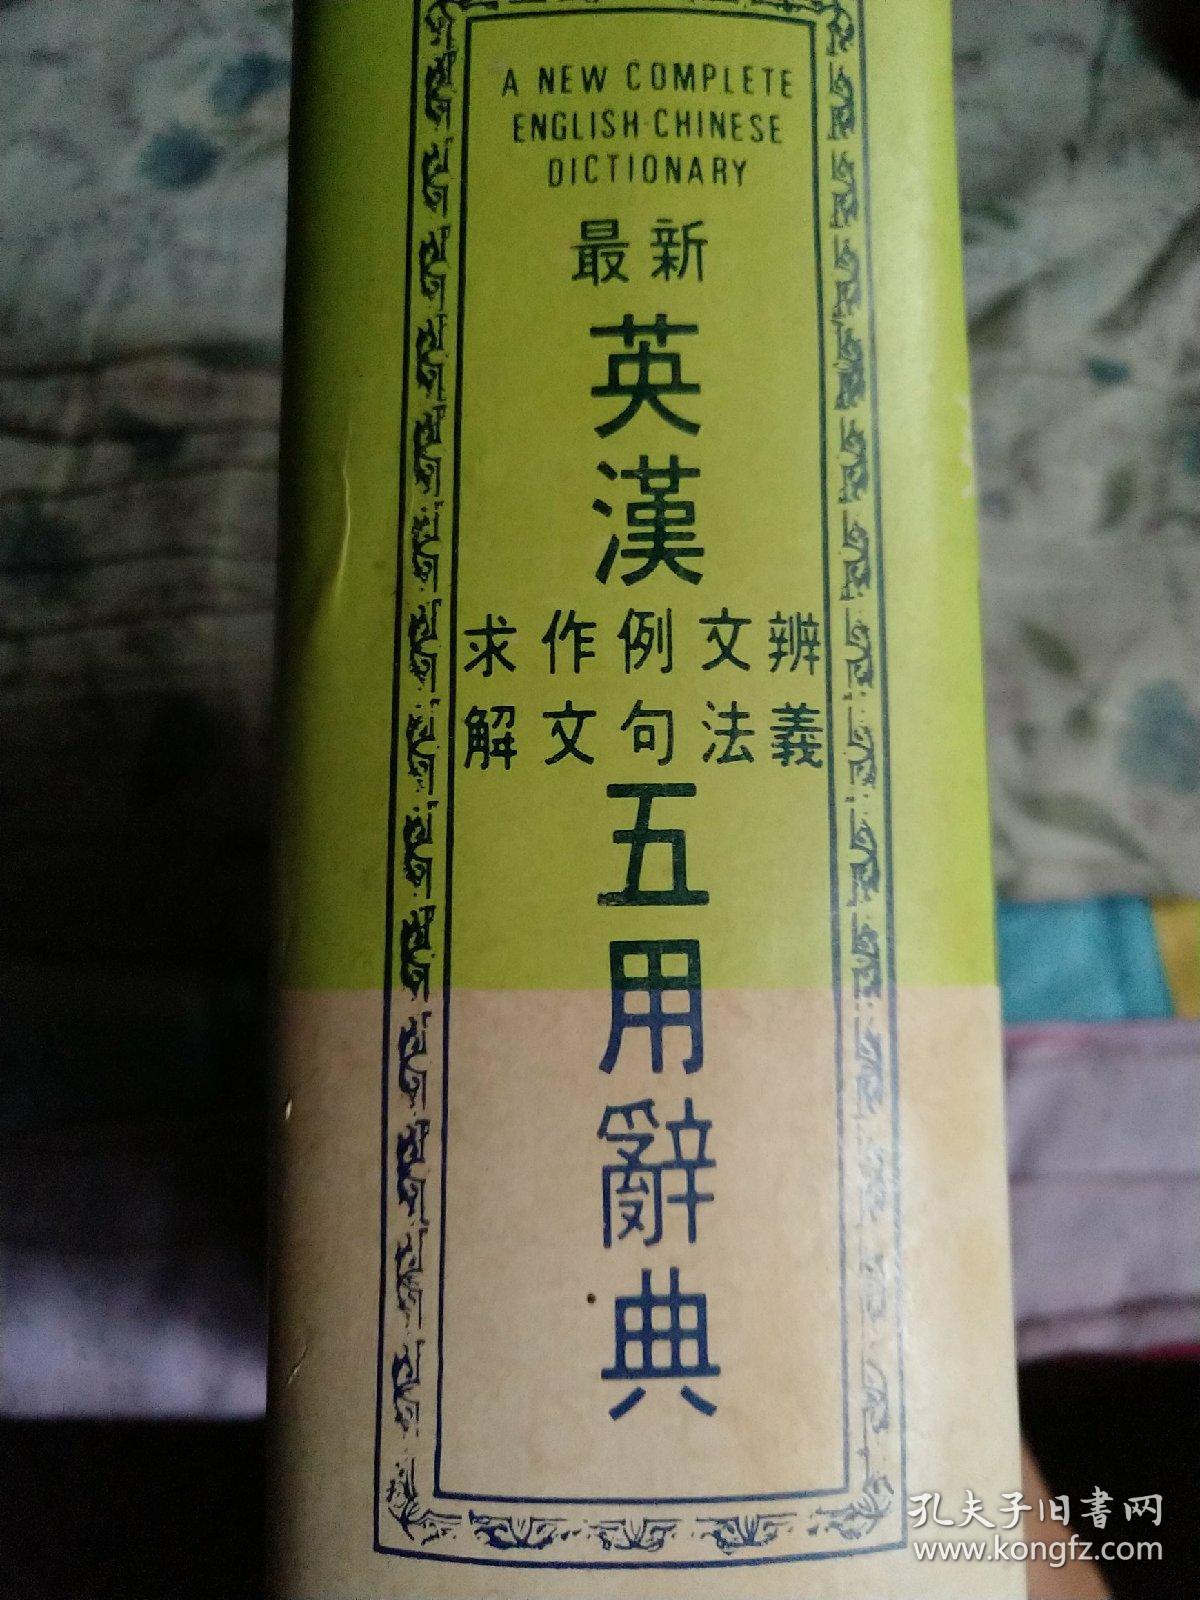 A NEW COMPLETE
ENGLISH-CHINESE
DICTIONARY
最新
英漢
求解 作文 例句 文法 辨義
五用辭典
孔夫子旧書网
www.kongfz.com